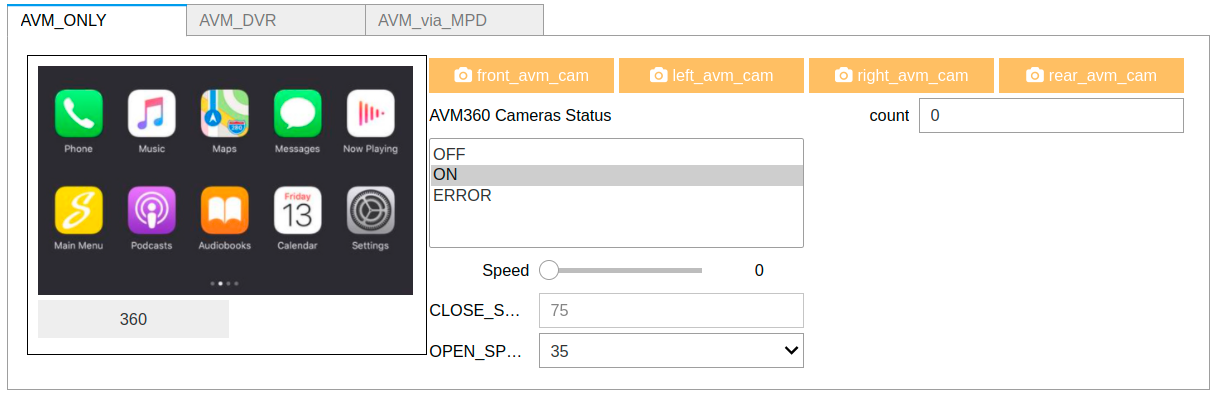 AVM_ONLY
AVM_DVR
AVM_via_MPD
Phone
Music
Maps
Messages
Now Playing
Main Menu
Podcasts
Audiobooks
Friday
13
Calendar
Settings
280
360
front_avm_cam
left_avm_cam
right_avm_cam
rear_avm_cam
AVM360 Cameras Status
count
0
OFF
ON
ERROR
Speed
0
CLOSE_S…
75
OPEN_SP…
35